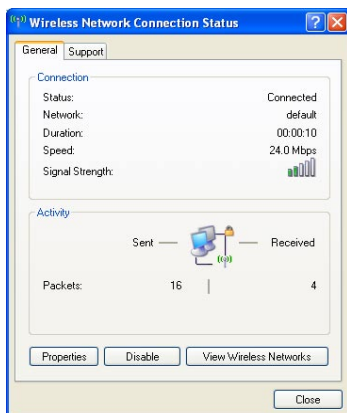 Wireless Network Connection Status
General Support
Connection
Status: Connected
Network: default
Duration: 00:00:10
Speed: 24.0 Mbps
Signal Strength:
Activity
Sent — — Received
Packets: 16 | 4
Properties Disable View Wireless Networks
Close